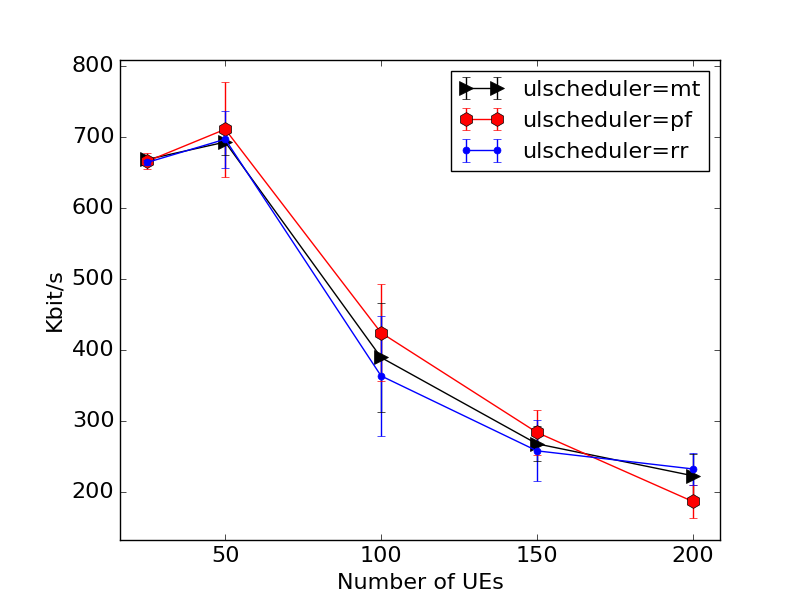 800
700
600
500
400
300
200
Kbit/s
ulscheduler=mt
ulscheduler=pf
ulscheduler=rr
50 100 150 200
Number of UEs